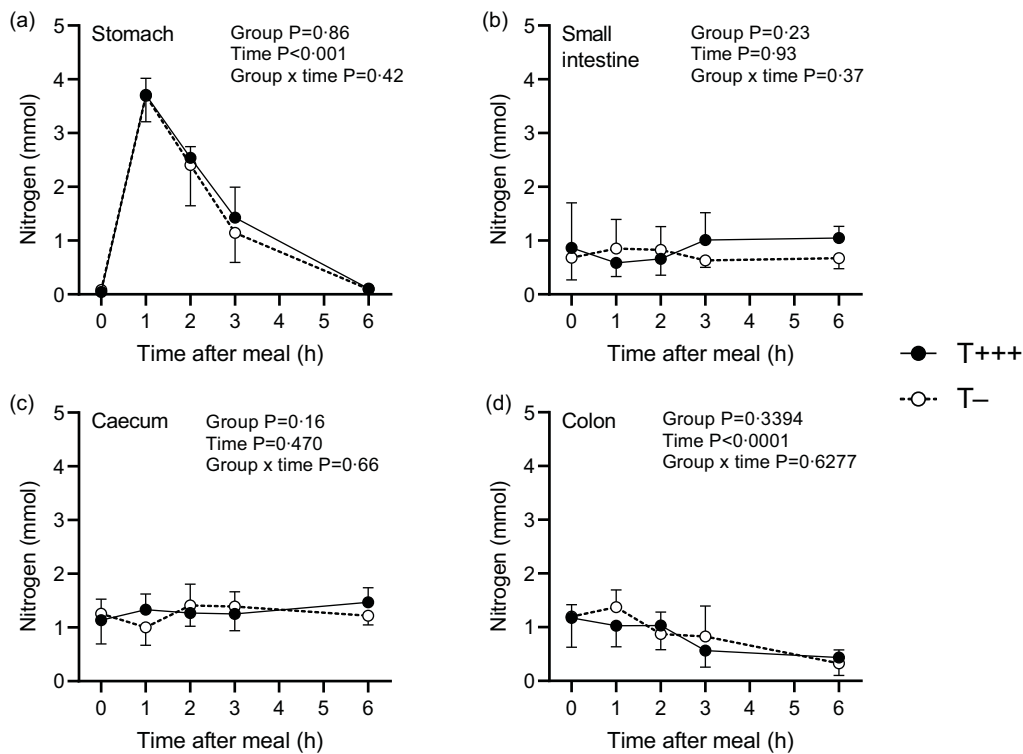 (a)
Stomach
Group P=0·86
Time P<0·001
Group x time P=0·42
5
4
3
2
1
0
Nitrogen (mmol)
0 1 2 3 4 5 6
Time after meal (h)
(b)
Small
intestine
Group P=0·23
Time P=0·93
Group x time P=0·37
5
4
3
2
1
0
Nitrogen (mmol)
0 1 2 3 4 5 6
Time after meal (h)
T+++
T–
(c)
Caecum
Group P=0·16
Time P=0·470
Group x time P=0·66
5
4
3
2
1
0
Nitrogen (mmol)
0 1 2 3 4 5 6
Time after meal (h)
(d)
Colon
Group P=0·3394
Time P<0·0001
Group x time P=0·6277
5
4
3
2
1
0
Nitrogen (mmol)
0 1 2 3 4 5 6
Time after meal (h)